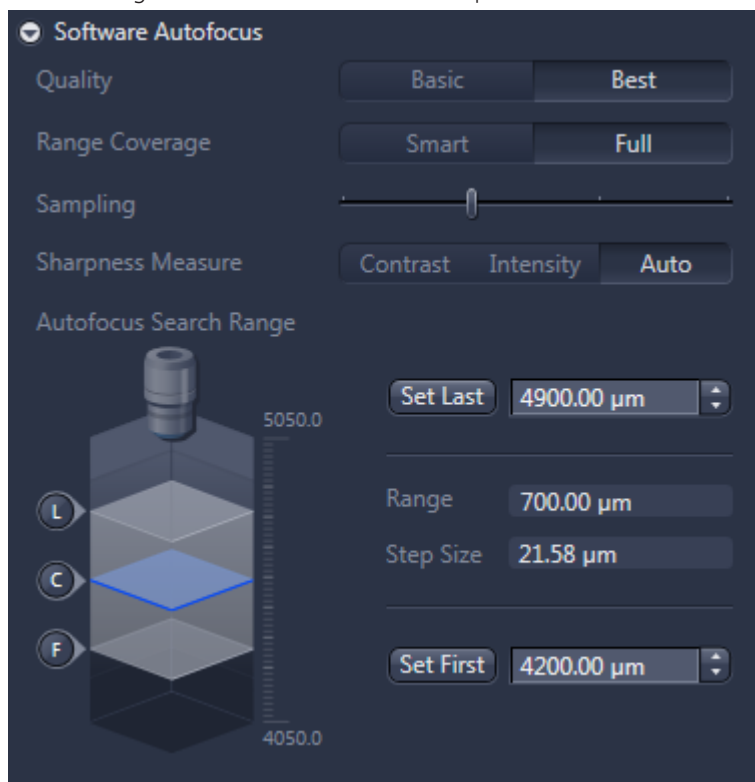 Software Autofocus
Quality Basic Best
Range Coverage Smart Full
Sampling
Sharpness Measure Contrast Intensity Auto
Autofocus Search Range
Set Last 4900.00 µm
5050.0
L
Range 700.00 µm
Step Size 21.58 µm
C
F
Set First 4200.00 µm
4050.0